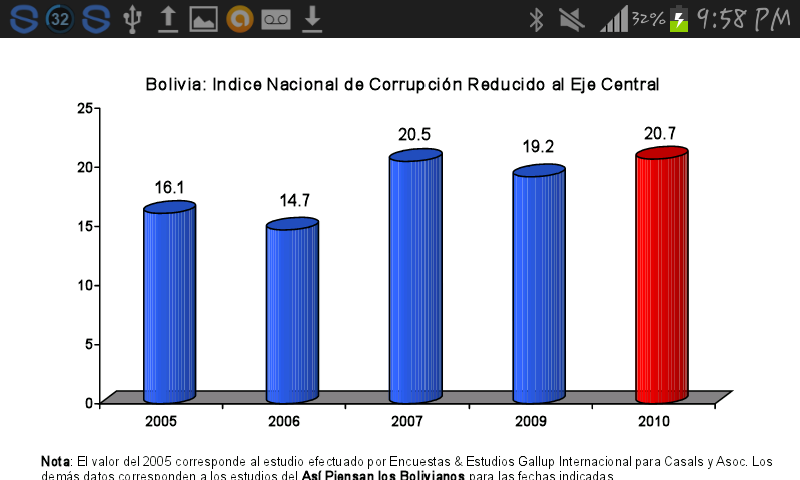 32 32% 9:58 PM
Bolivia: Indice Nacional de Corrupción Reducido al Eje Central
25
20
15
10
5
0
16.1
14.7
20.5
19.2
20.7
2005 2006 2007 2009 2010
Nota: El valor del 2005 corresponde al estudio efectuado por Encuestas & Estudios Gallup Internacional para Casals y Asoc. Los
demás datos corresponden a los estudios del Así Piensan los Bolivianos para las fechas indicadas